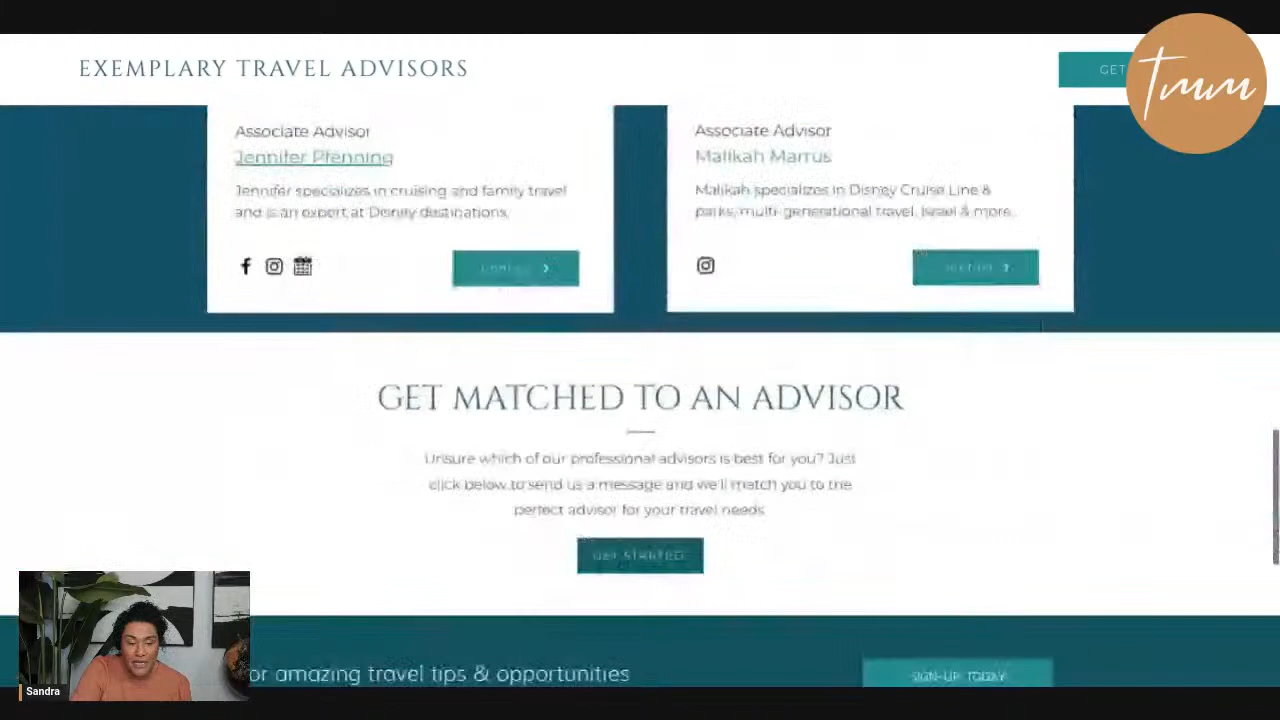 EXEMPLARY TRAVEL ADVISORS
GET
Tmm
Associate Advisor
Jennifer Pfenning
Jennifer specializes in cruising and family travel
and is an expert at Disney destinations.
Associate Advisor
Malikah Marrus
Malikah specializes in Disney Cruise Line &
parks, multi-generational travel, Israel & more.
GET MATCHED TO AN ADVISOR
Unsure which of our professional advisors is best for you? Just
click below to send us a message and we'll match you to the
perfect advisor for your travel needs
GET STARTED
or amazing travel tips & opportunities
SIGN-UP TODAY
Sandra